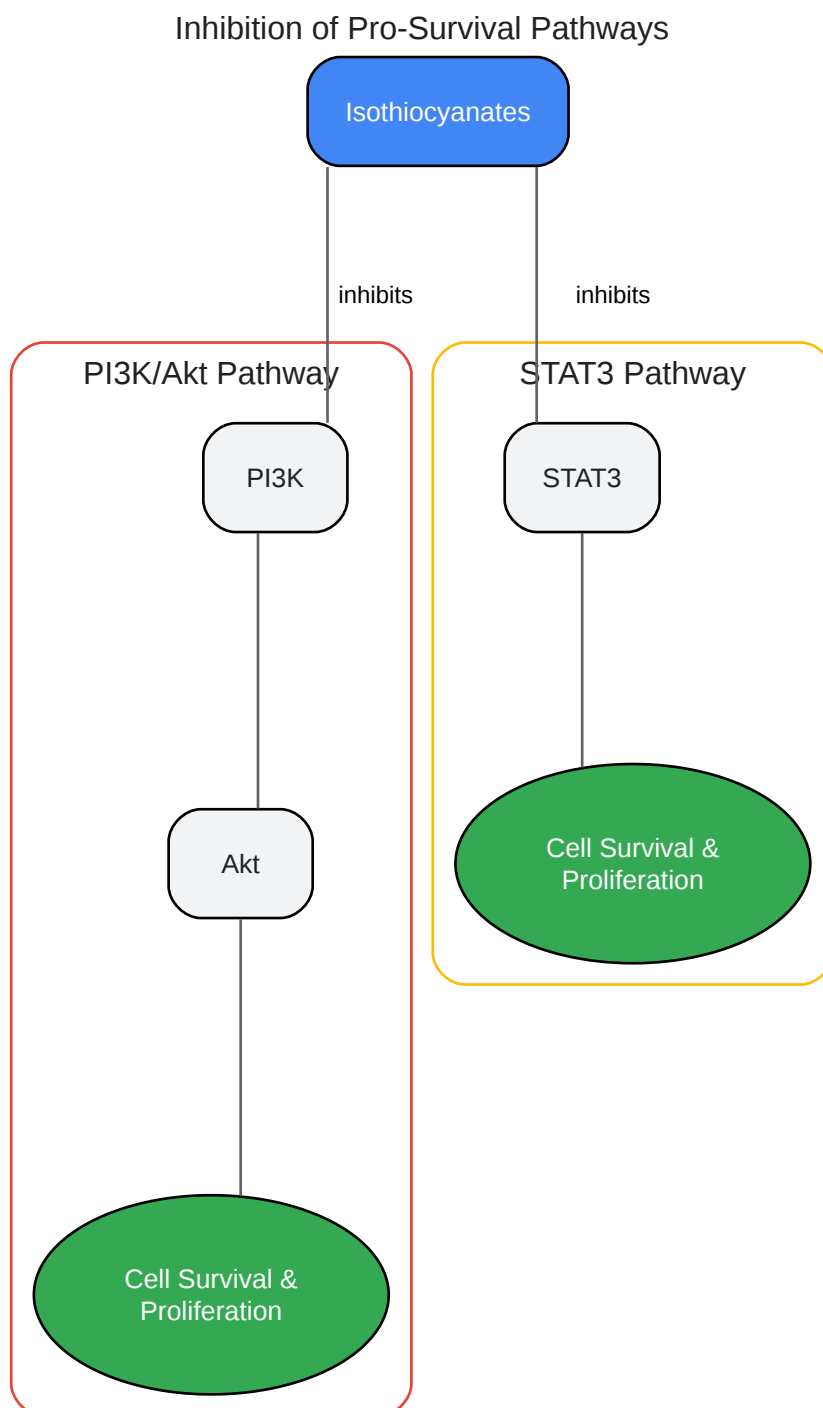 Inhibition of Pro-Survival Pathways
Isothiocyanates
inhibits
inhibits
PI3K/Akt Pathway
STAT3 Pathway
PI3K
STAT3
Akt
Cell Survival &
Proliferation
Cell Survival &
Proliferation